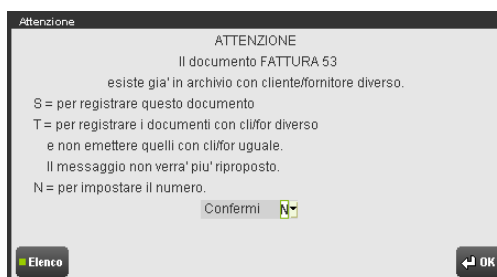 Attenzione
ATTENZIONE
Il documento FATTURA 53
esiste gia' in archivio con cliente/fornitore diverso.
S = per registrare questo documento
T = per registrare i documenti con cli/for diverso
e non emettere quelli con cli/for uguale.
Il messaggio non verra' piu' riproposto.
N = per impostare il numero.
Confermi N
Elenco
OK